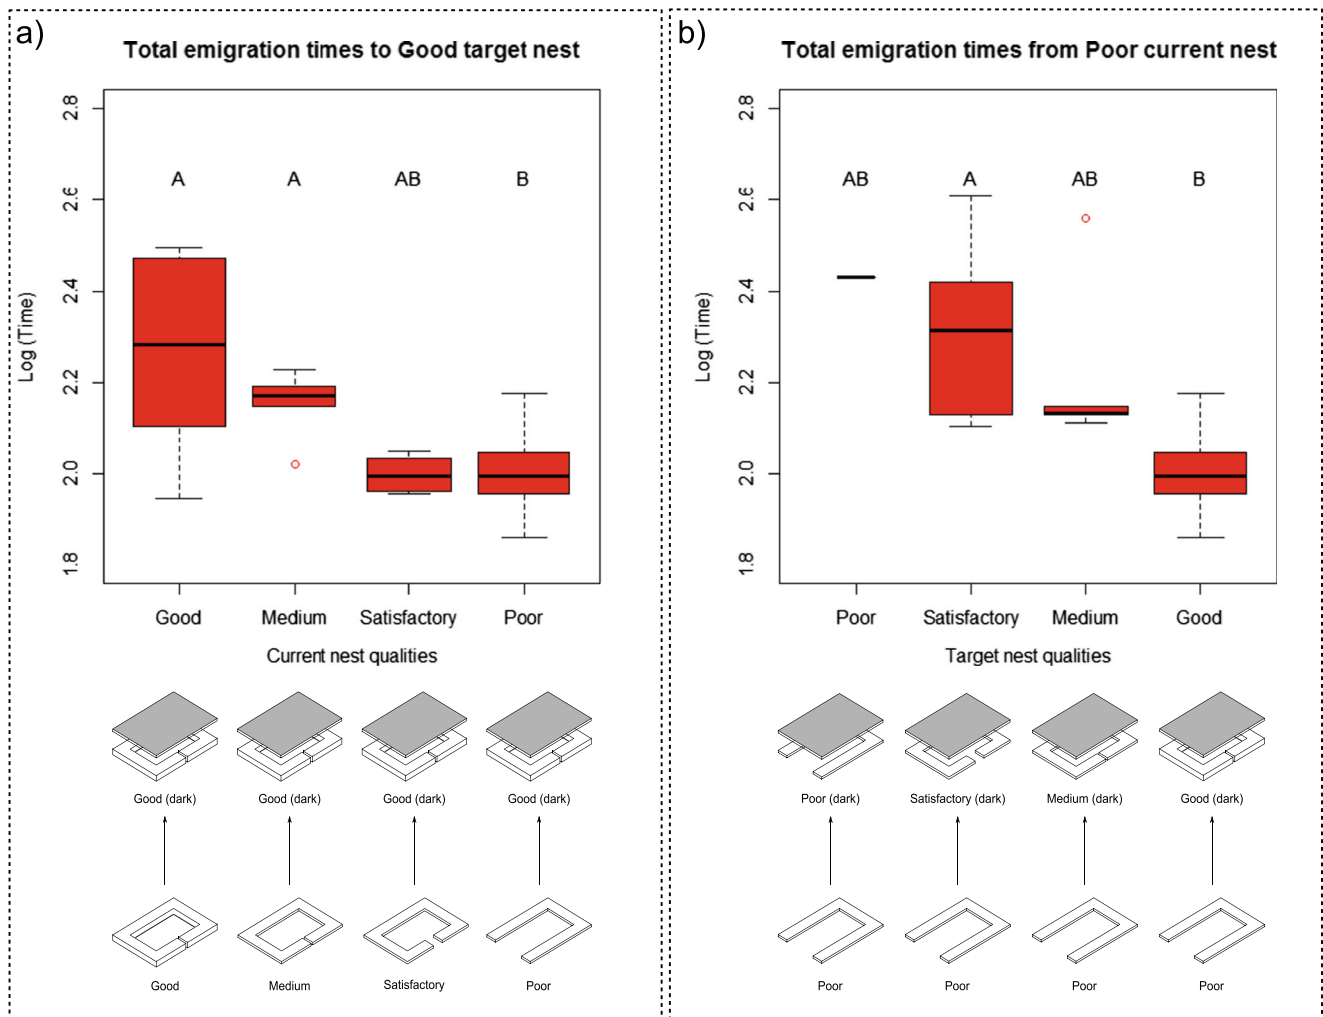 a)
Total emigration times to Good target nest
2.8
2.6
2.4
2.2
2.0
1.8
Log (Time)
A A AB B
Good Medium Satisfactory Poor
Current nest qualities
Good (dark) Good (dark) Good (dark) Good (dark)
Good Medium Satisfactory Poor
b)
Total emigration times from Poor current nest
2.8
2.6
2.4
2.2
2.0
1.8
Log (Time)
AB A AB B
Poor Satisfactory Medium Good
Target nest qualities
Poor (dark) Satisfactory (dark) Medium (dark) Good (dark)
Poor Poor Poor Poor